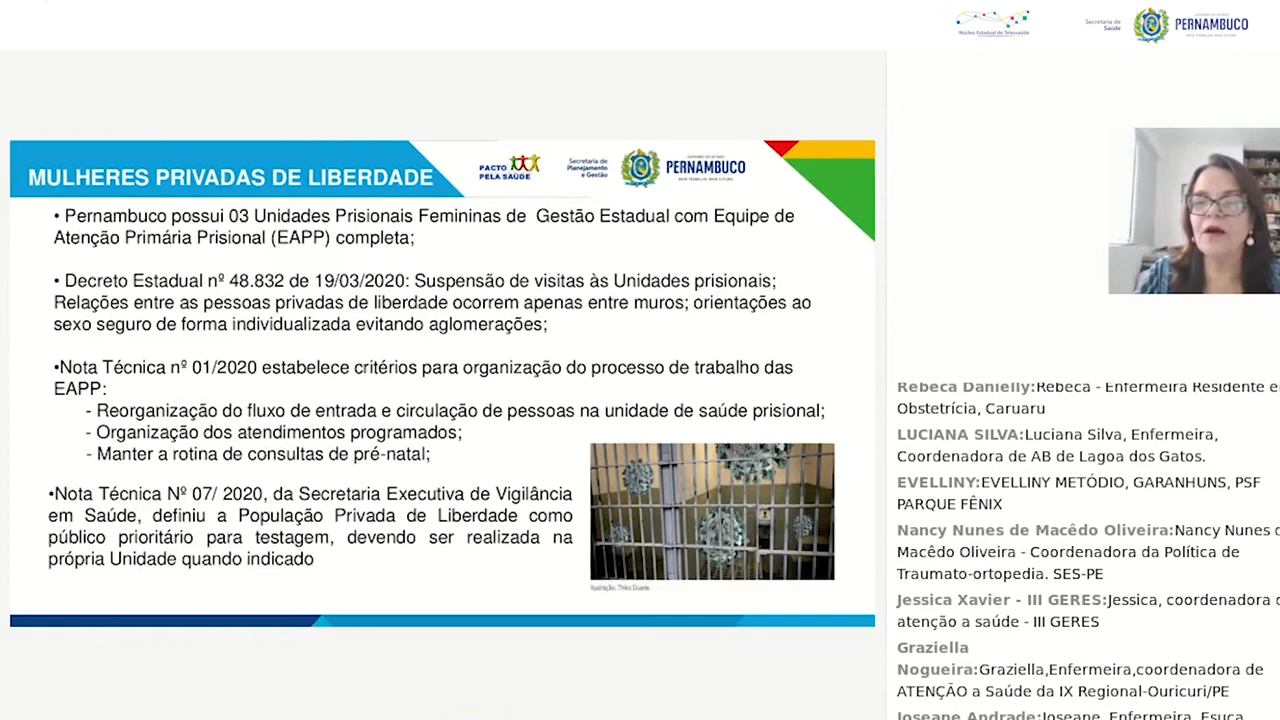 Núcleo Estadual de Telessaúde
Secretaria de
Saúde
PERNAMBUCO
MULHERES PRIVADAS DE LIBERDADE
PACTO
PELA SAÚDE
Secretaria de
Planejamento
e Gestão
PERNAMBUCO
• Pernambuco possui 03 Unidades Prisionais Femininas de Gestão Estadual com Equipe de
Atenção Primária Prisional (EAPP) completa;
• Decreto Estadual nº 48.832 de 19/03/2020: Suspensão de visitas às Unidades prisionais;
Relações entre as pessoas privadas de liberdade ocorrem apenas entre muros; orientações ao
sexo seguro de forma individualizada evitando aglomerações;
•Nota Técnica nº 01/2020 estabelece critérios para organização do processo de trabalho das
EAPP:
- Reorganização do fluxo de entrada e circulação de pessoas na unidade de saúde prisional;
- Organização dos atendimentos programados;
- Manter a rotina de consultas de pré-natal;
•Nota Técnica Nº 07/ 2020, da Secretaria Executiva de Vigilância
em Saúde, definiu a População Privada de Liberdade como
público prioritário para testagem, devendo ser realizada na
própria Unidade quando indicado
Ilustração: Théo Duarte
Rebeca Danielly:Rebeca - Enfermeira Residente e
Obstetrícia, Caruaru
LUCIANA SILVA:Luciana Silva, Enfermeira,
Coordenadora de AB de Lagoa dos Gatos.
EVELLINY:EVELLINY METÓDIO, GARANHUNS, PSF
PARQUE FÊNIX
Nancy Nunes de Macêdo Oliveira:Nancy Nunes d
Macêdo Oliveira - Coordenadora da Política de
Traumato-ortopedia. SES-PE
Jessica Xavier - III GERES:Jessica, coordenadora d
atenção a saúde - III GERES
Graziella
Nogueira:Graziella,Enfermeira,coordenadora de
ATENÇÃO a Saúde da IX Regional-Ouricuri/PE
Joseane Andrade:Joseane, Enfermeira, Esuca